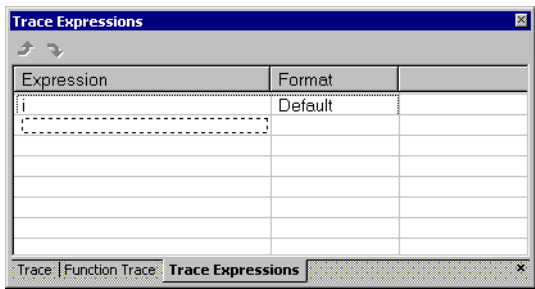 Trace Expressions
Expression Format
i Default
Trace Function Trace Trace Expressions